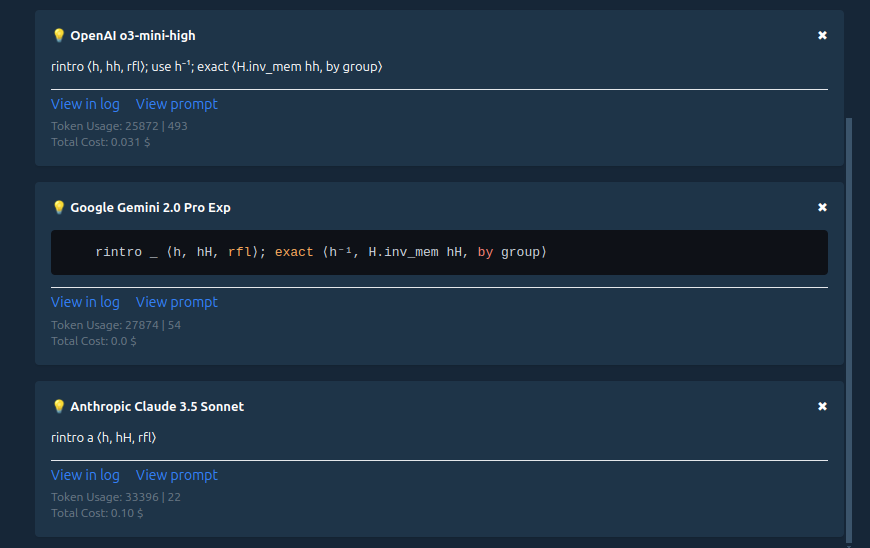 💡 OpenAI o3-mini-high ✖
rintro ⟨h, hh, rfl⟩; use h⁻¹; exact ⟨H.inv_mem hh, by group⟩
View in log View prompt
Token Usage: 25872 | 493
Total Cost: 0.031 $
💡 Google Gemini 2.0 Pro Exp ✖
rintro _ ⟨h, hH, rfl⟩; exact ⟨h⁻¹, H.inv_mem hH, by group⟩
View in log View prompt
Token Usage: 27874 | 54
Total Cost: 0.0 $
💡 Anthropic Claude 3.5 Sonnet ✖
rintro a ⟨h, hH, rfl⟩
View in log View prompt
Token Usage: 33396 | 22
Total Cost: 0.10 $